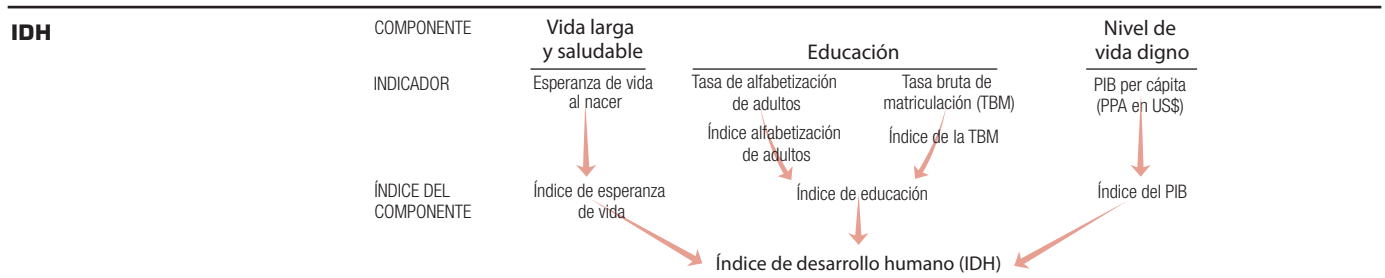 IDH
COMPONENTE
Vida larga
y saludable
Educación
Nivel de
vida digno
INDICADOR
Esperanza de vida
al nacer
Tasa de alfabetización
de adultos
Tasa bruta de
matriculación (TBM)
PIB per cápita
(PPA en US$)
Índice alfabetización
de adultos
Índice de la TBM
ÍNDICE DEL
COMPONENTE
Índice de esperanza
de vida
Índice de educación
Índice del PIB
Índice de desarrollo humano (IDH)